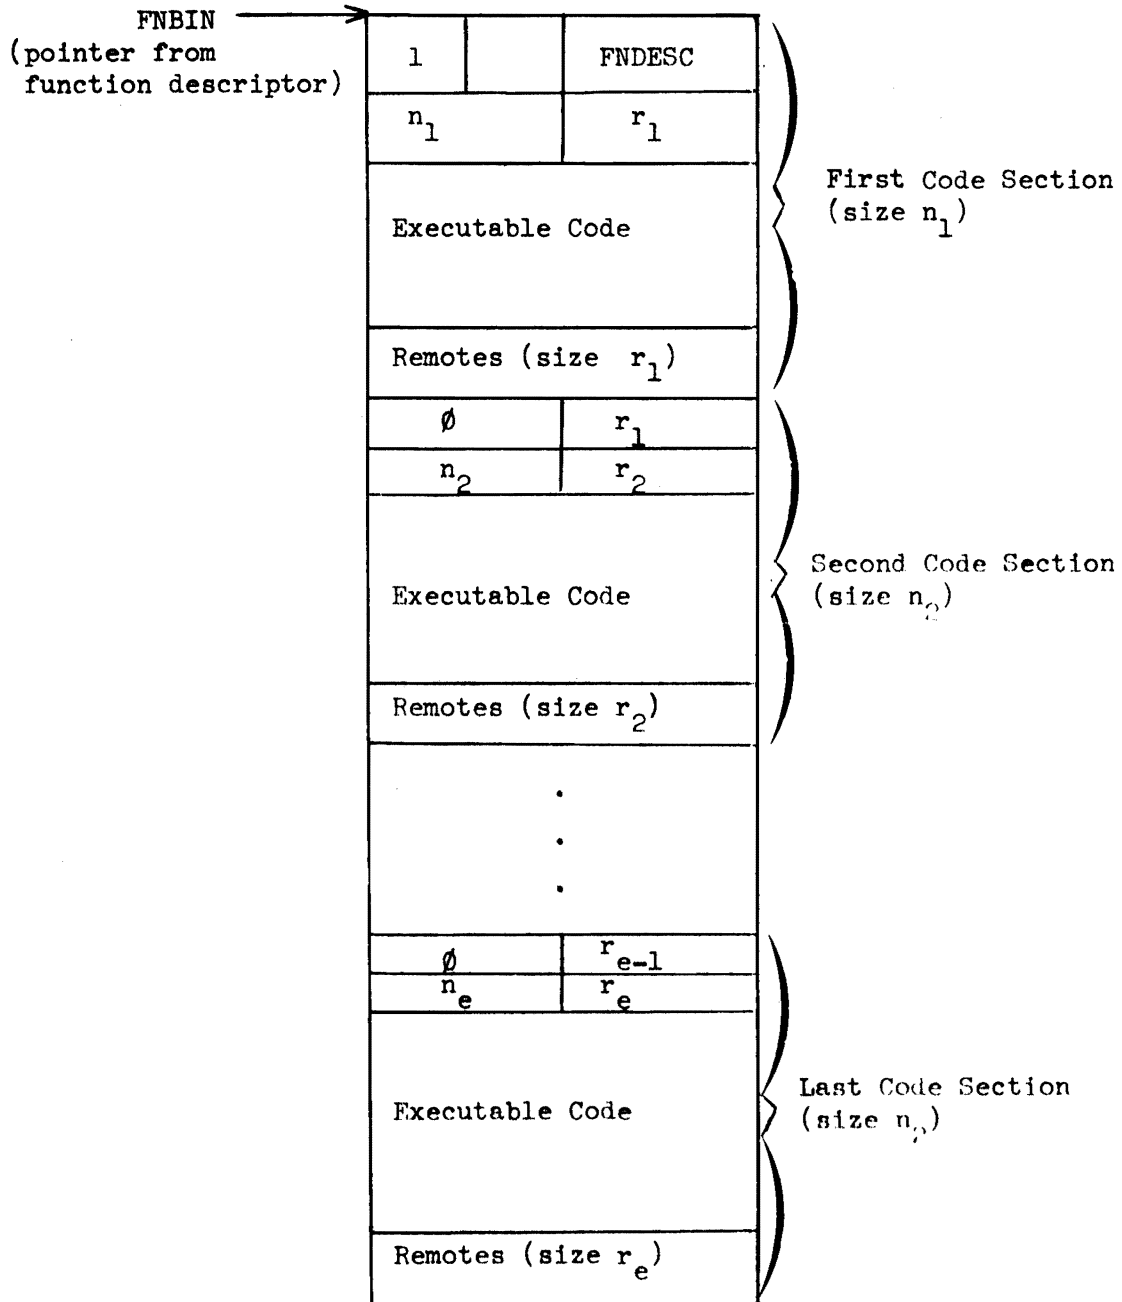 FNBIN
(pointer from
function descriptor)
1 FNDESC
n1 r1
Executable Code
First Code Section
(size n1)
Remotes (size r1)
Ø r1
n2 r2
Executable Code
Second Code Section
(size n2)
Remotes (size r2)
.
.
.
Ø re-1
ne re
Executable Code
Last Code Section
(size n
Remotes (size re)